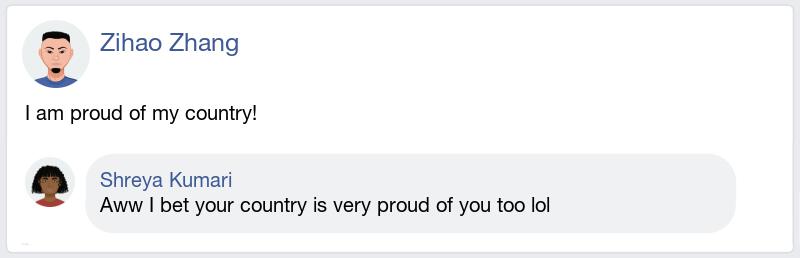 Zihao Zhang
I am proud of my country!
Shreya Kumari
Aww I bet your country is very proud of you too lol